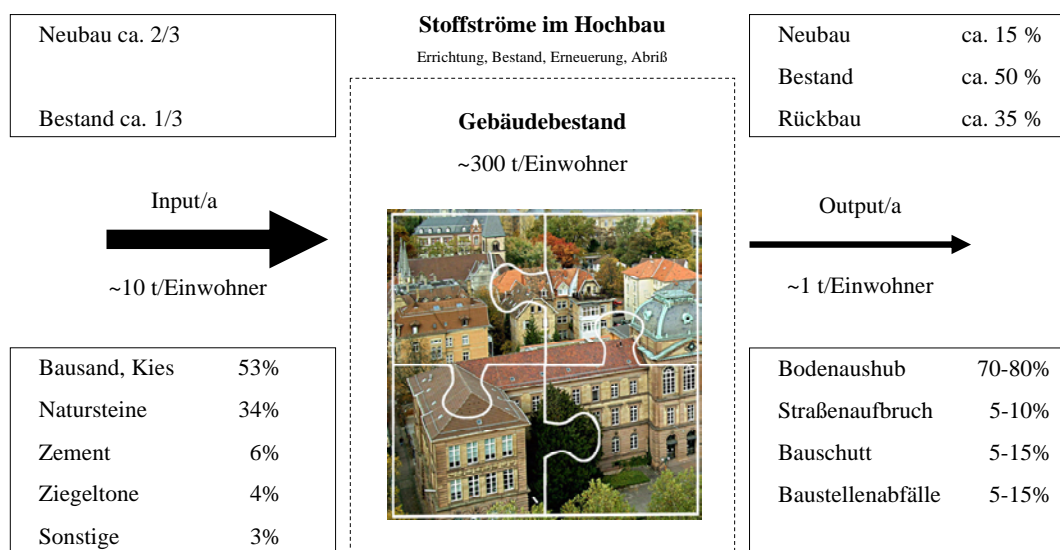 Stoffströme im Hochbau
Errichtung, Bestand, Erneuerung, Abriß
Neubau ca. 2/3
Bestand ca. 1/3
Input/a
~10 t/Einwohner
Bausand, Kies 53%
Natursteine 34%
Zement 6%
Ziegeltone 4%
Sonstige 3%
Gebäudebestand
~300 t/Einwohner
Neubau ca. 15 %
Bestand ca. 50 %
Rückbau ca. 35 %
Output/a
~1 t/Einwohner
Bodenaushub 70-80%
Straßenaufbruch 5-10%
Bauschutt 5-15%
Baustellenabfälle 5-15%